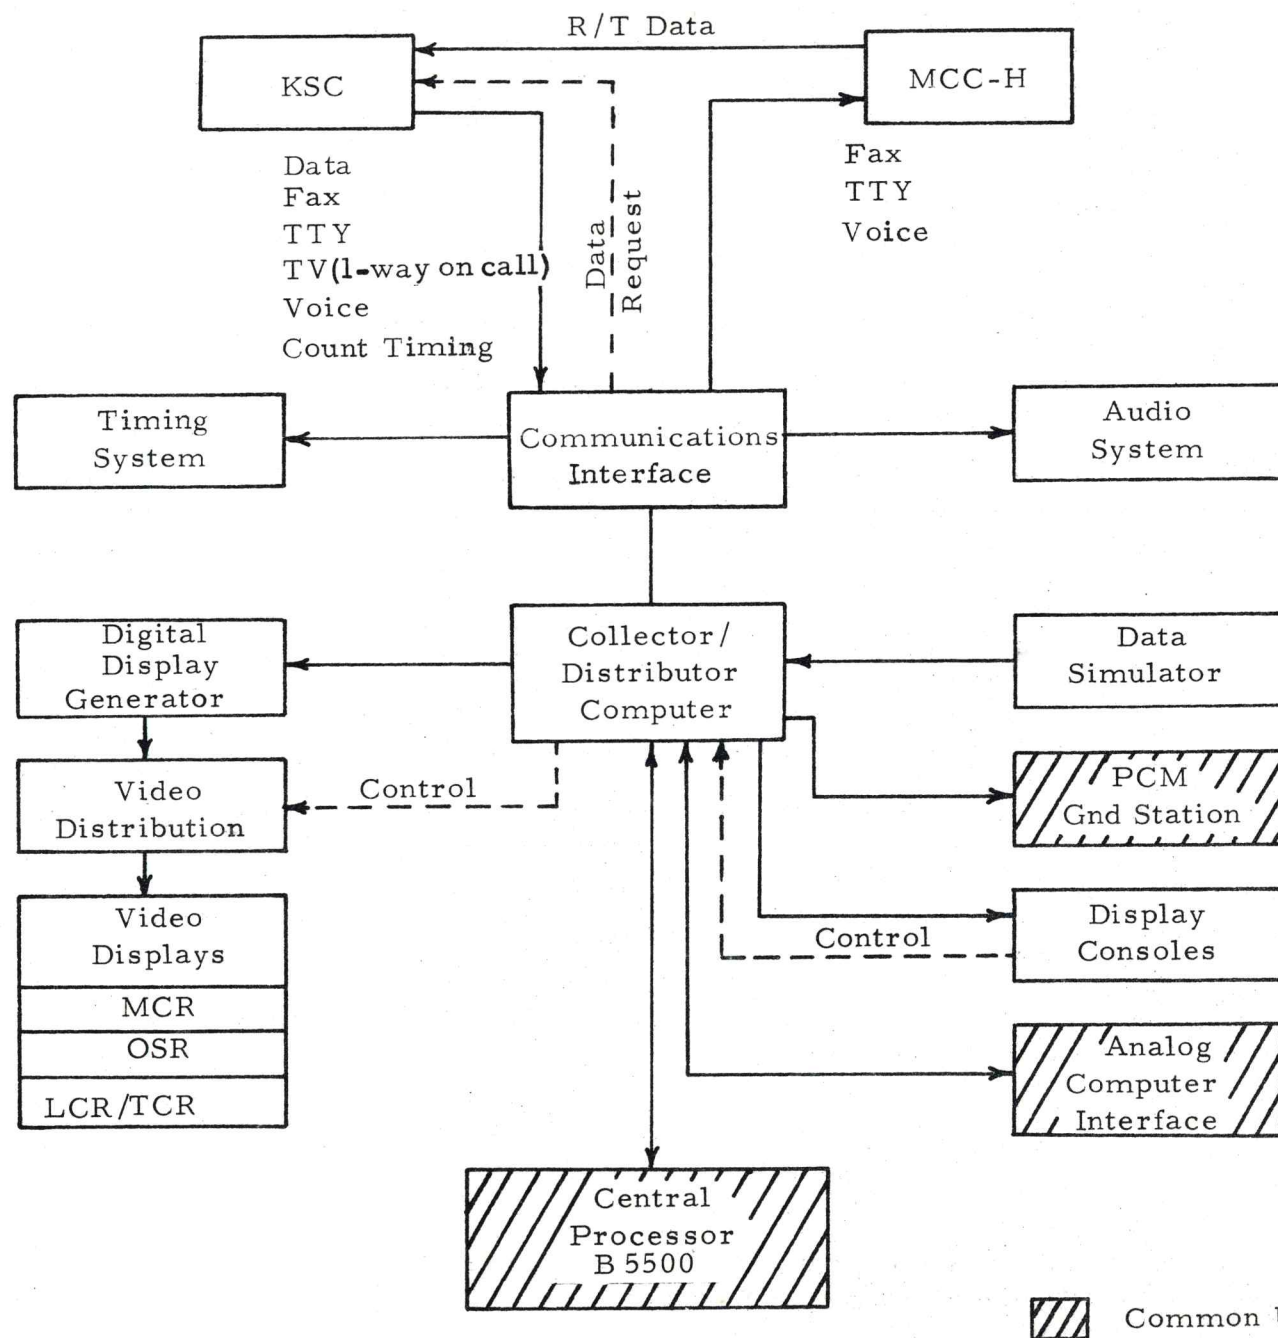 R/T Data
KSC
MCC-H
Data
Fax
TTY
TV(1-way on call)
Voice
Count Timing
Data
Request
Fax
TTY
Voice
Timing
System
Communications
Interface
Audio
System
Digital
Display
Generator
Collector/
Distributor
Computer
Data
Simulator
Video
Distribution
Control
PCM
Gnd Station
Video
Displays
MCR
OSR
LCR/TCR
Control
Display
Consoles
Analog
Computer
Interface
Central
Processor
B 5500
Common